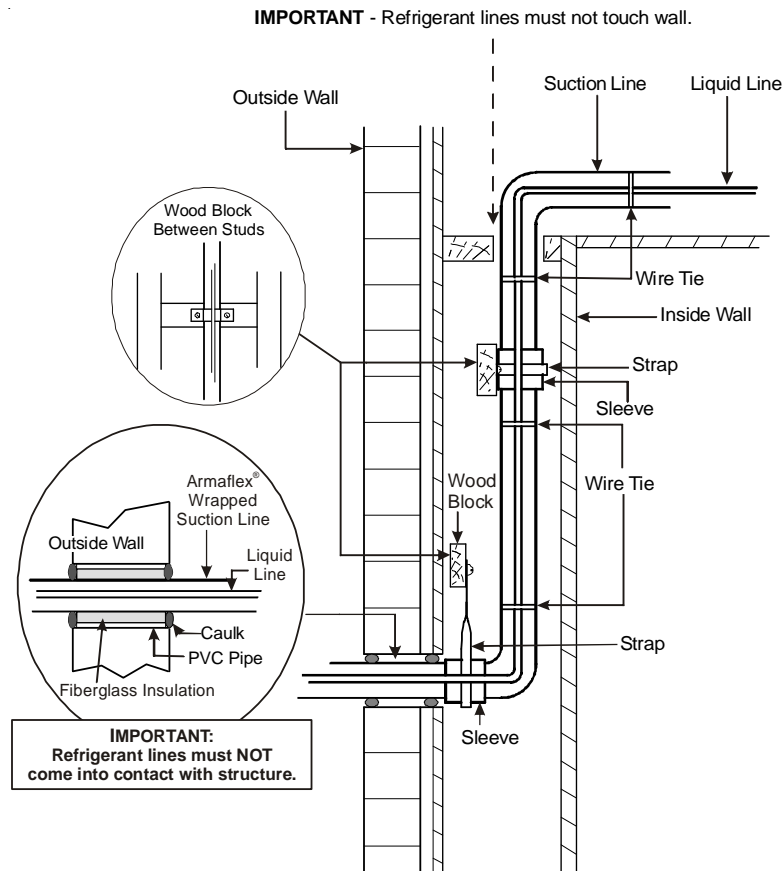 IMPORTANT - Refrigerant lines must not touch wall.
Suction Line
Liquid Line
Outside Wall
Wood Block
Between Studs
Wire Tie
Inside Wall
Strap
Sleeve
Wood
Block
Wire Tie
Armaflex®
Wrapped
Suction Line
Outside Wall
Liquid
Line
Caulk
PVC Pipe
Fiberglass Insulation
Strap
Sleeve
IMPORTANT:
Refrigerant lines must NOT
come into contact with structure.